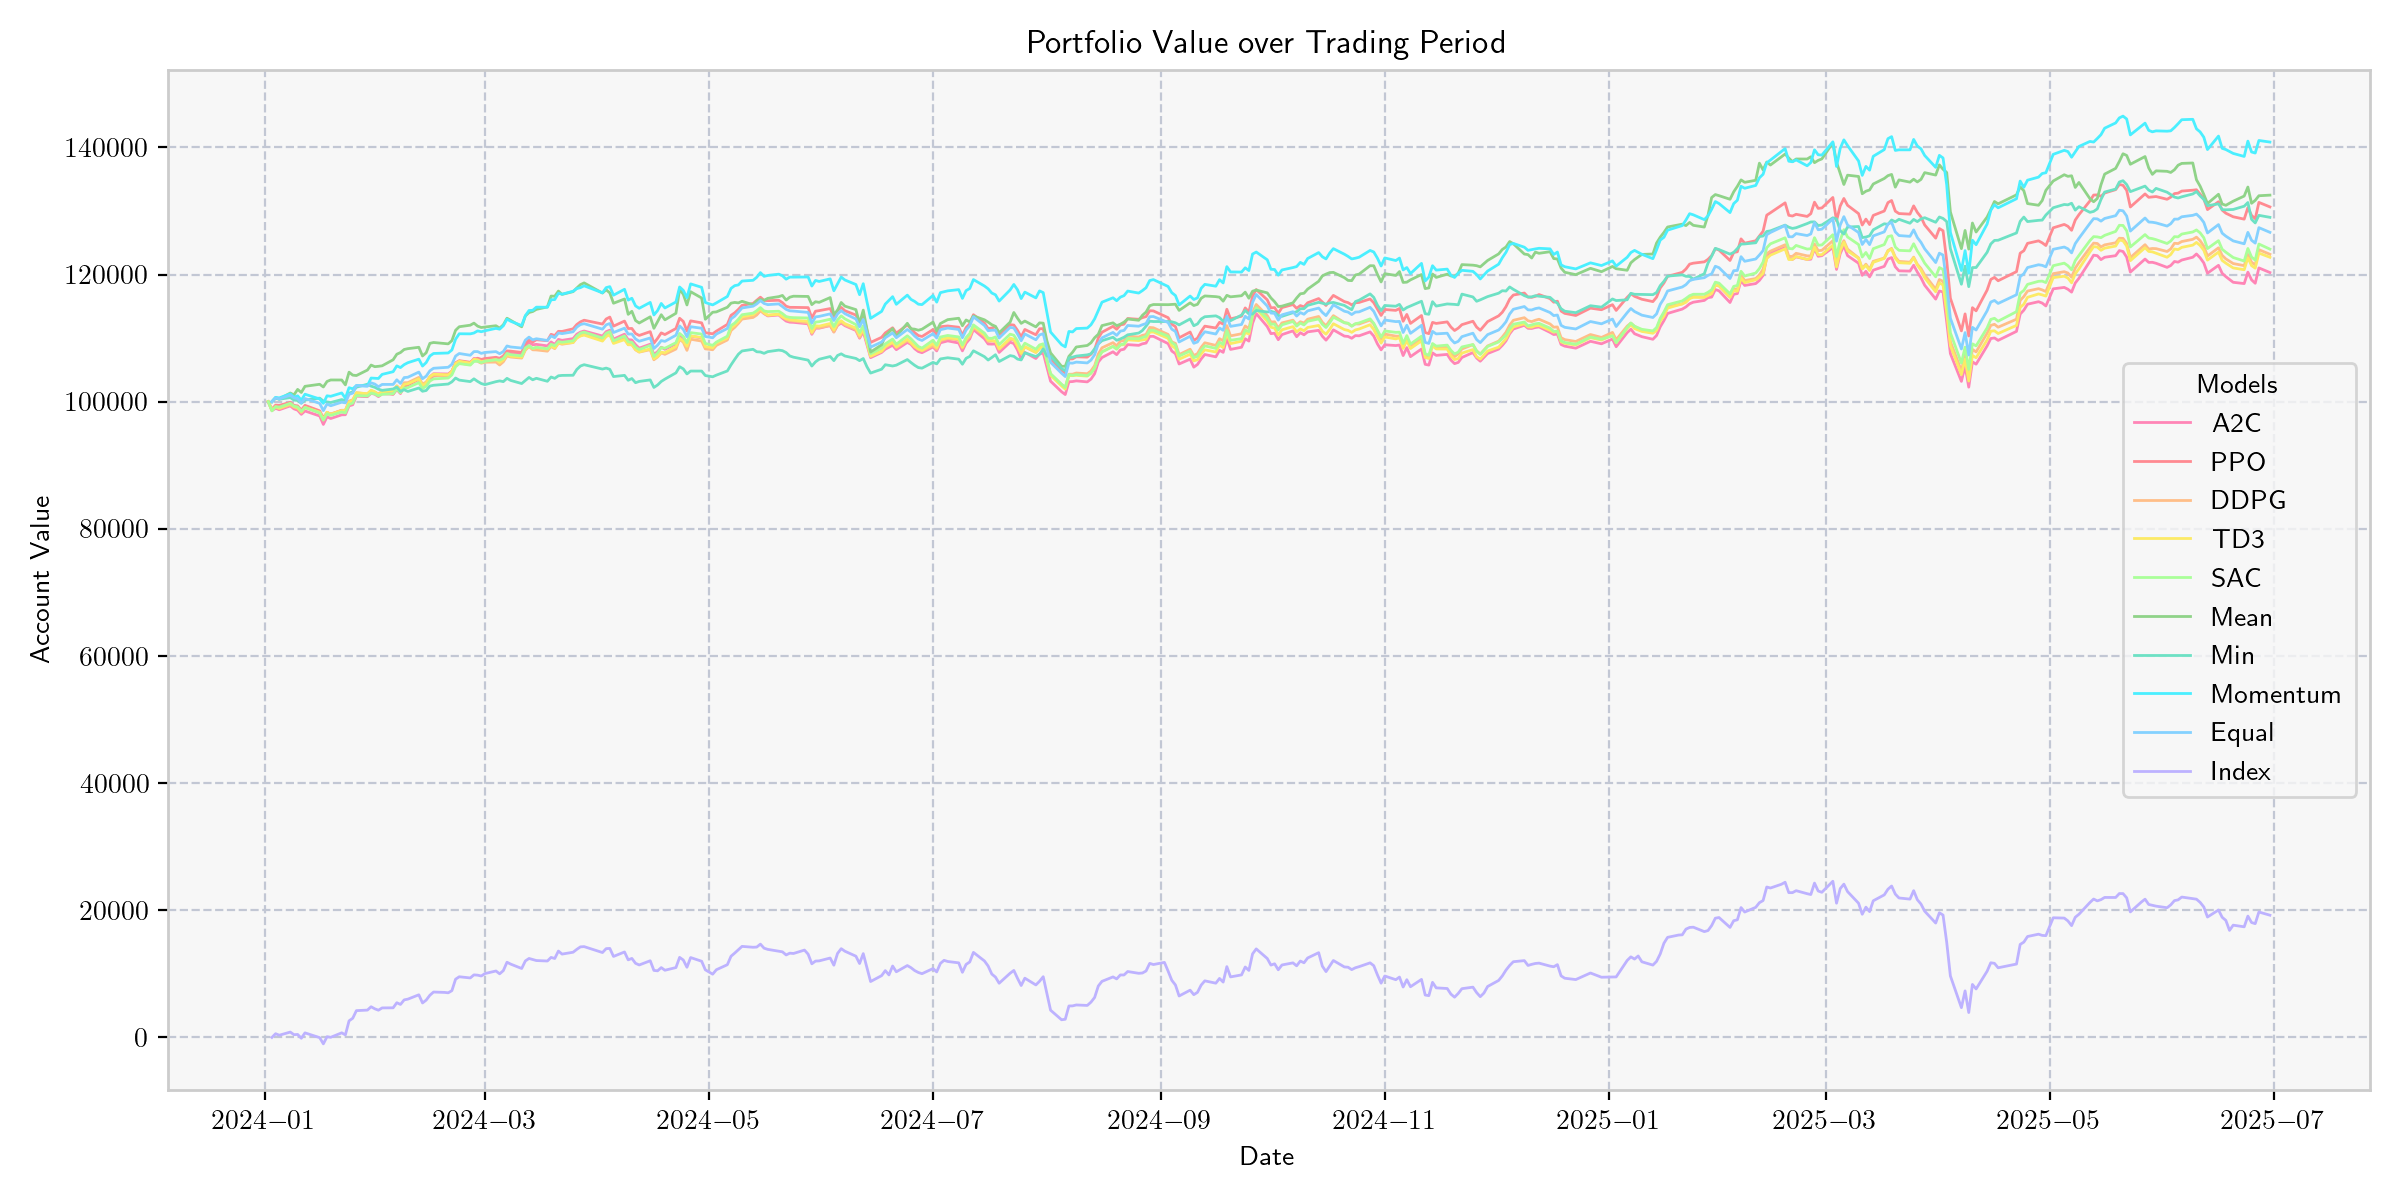 Portfolio Value over Trading Period
Account Value
140000
120000
100000
80000
60000
40000
20000
0
2024−01
2024−03
2024−05
2024−07
2024−09
2024−11
2025−01
2025−03
2025−05
2025−07
Date
Models
A2C
PPO
DDPG
TD3
SAC
Mean
Min
Momentum
Equal
Index